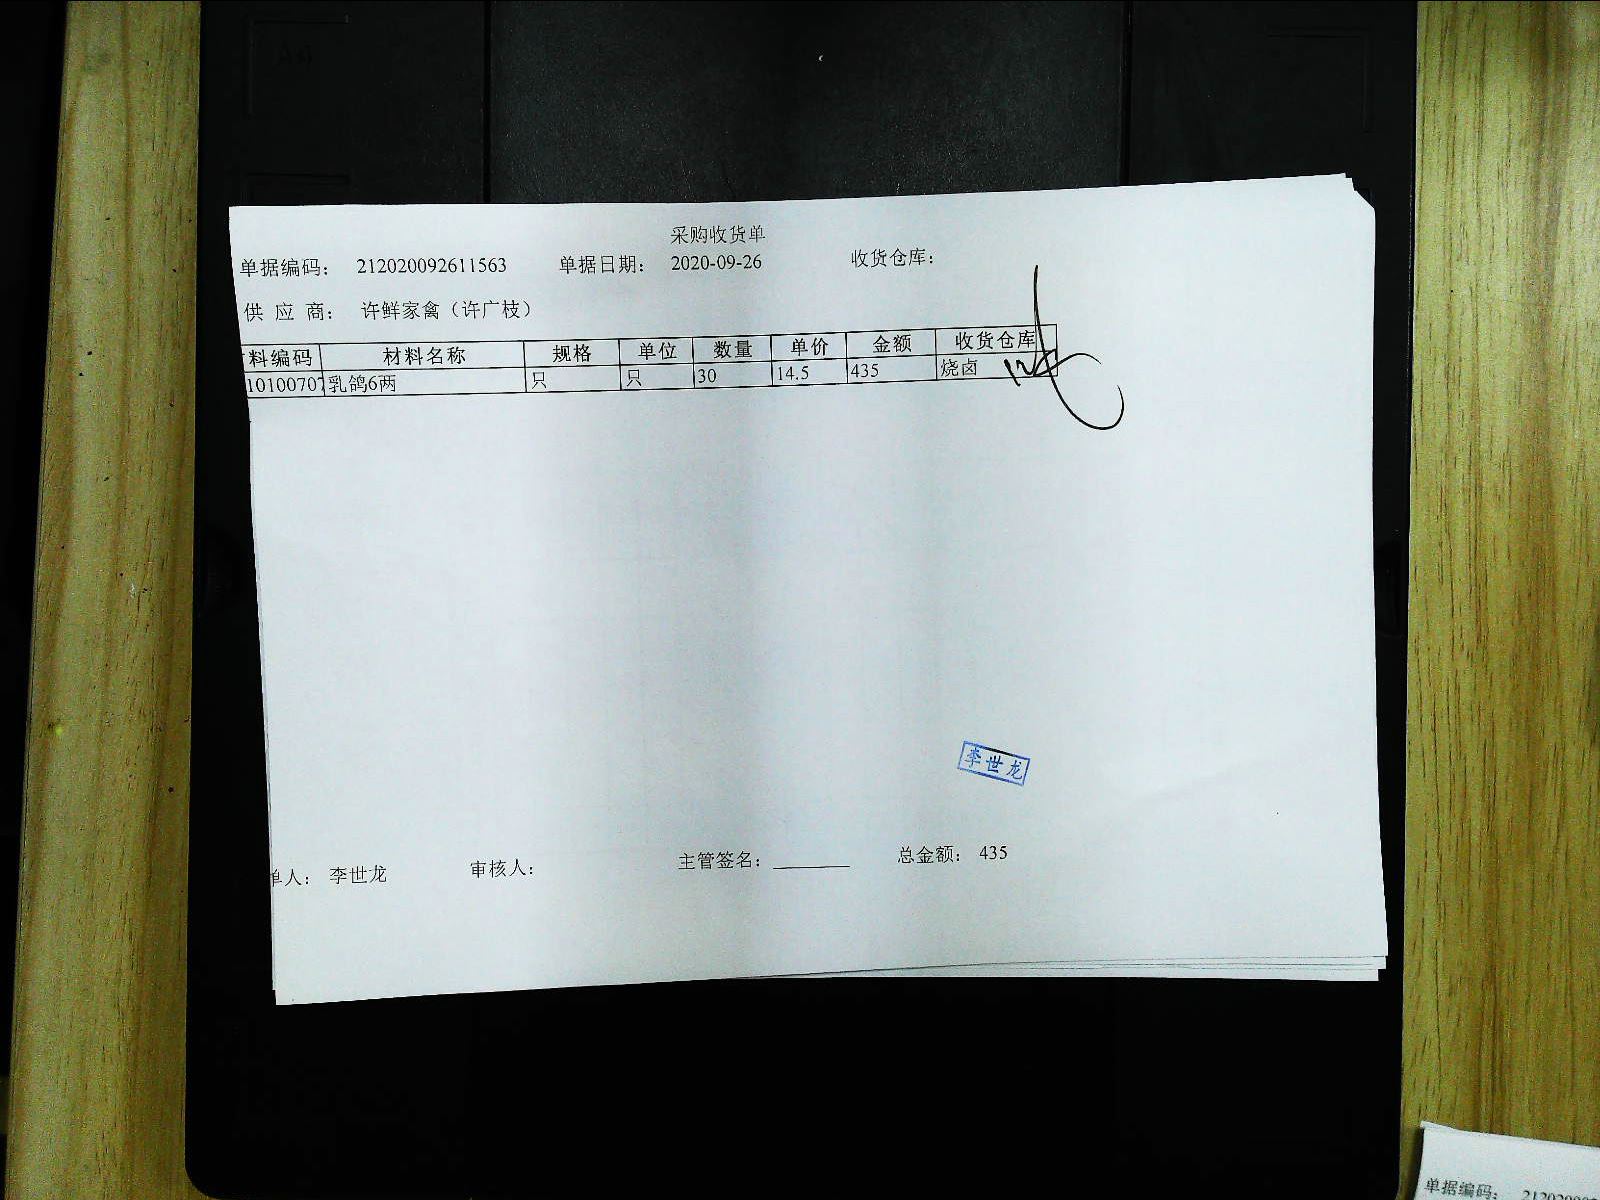 采购收货单
单据编码： 212020092611563 单据日期： 2020-09-26 收货仓库：
供 应 商： 许鲜家禽（许广枝）
料编码 材料名称 规格 单位 数量 单价 金额 收货仓库
10100707 乳鸽6两 只 只 30 14.5 435 烧卤
李世龙
单人： 李世龙 审核人： 主管签名： 总金额： 435
单据编码：